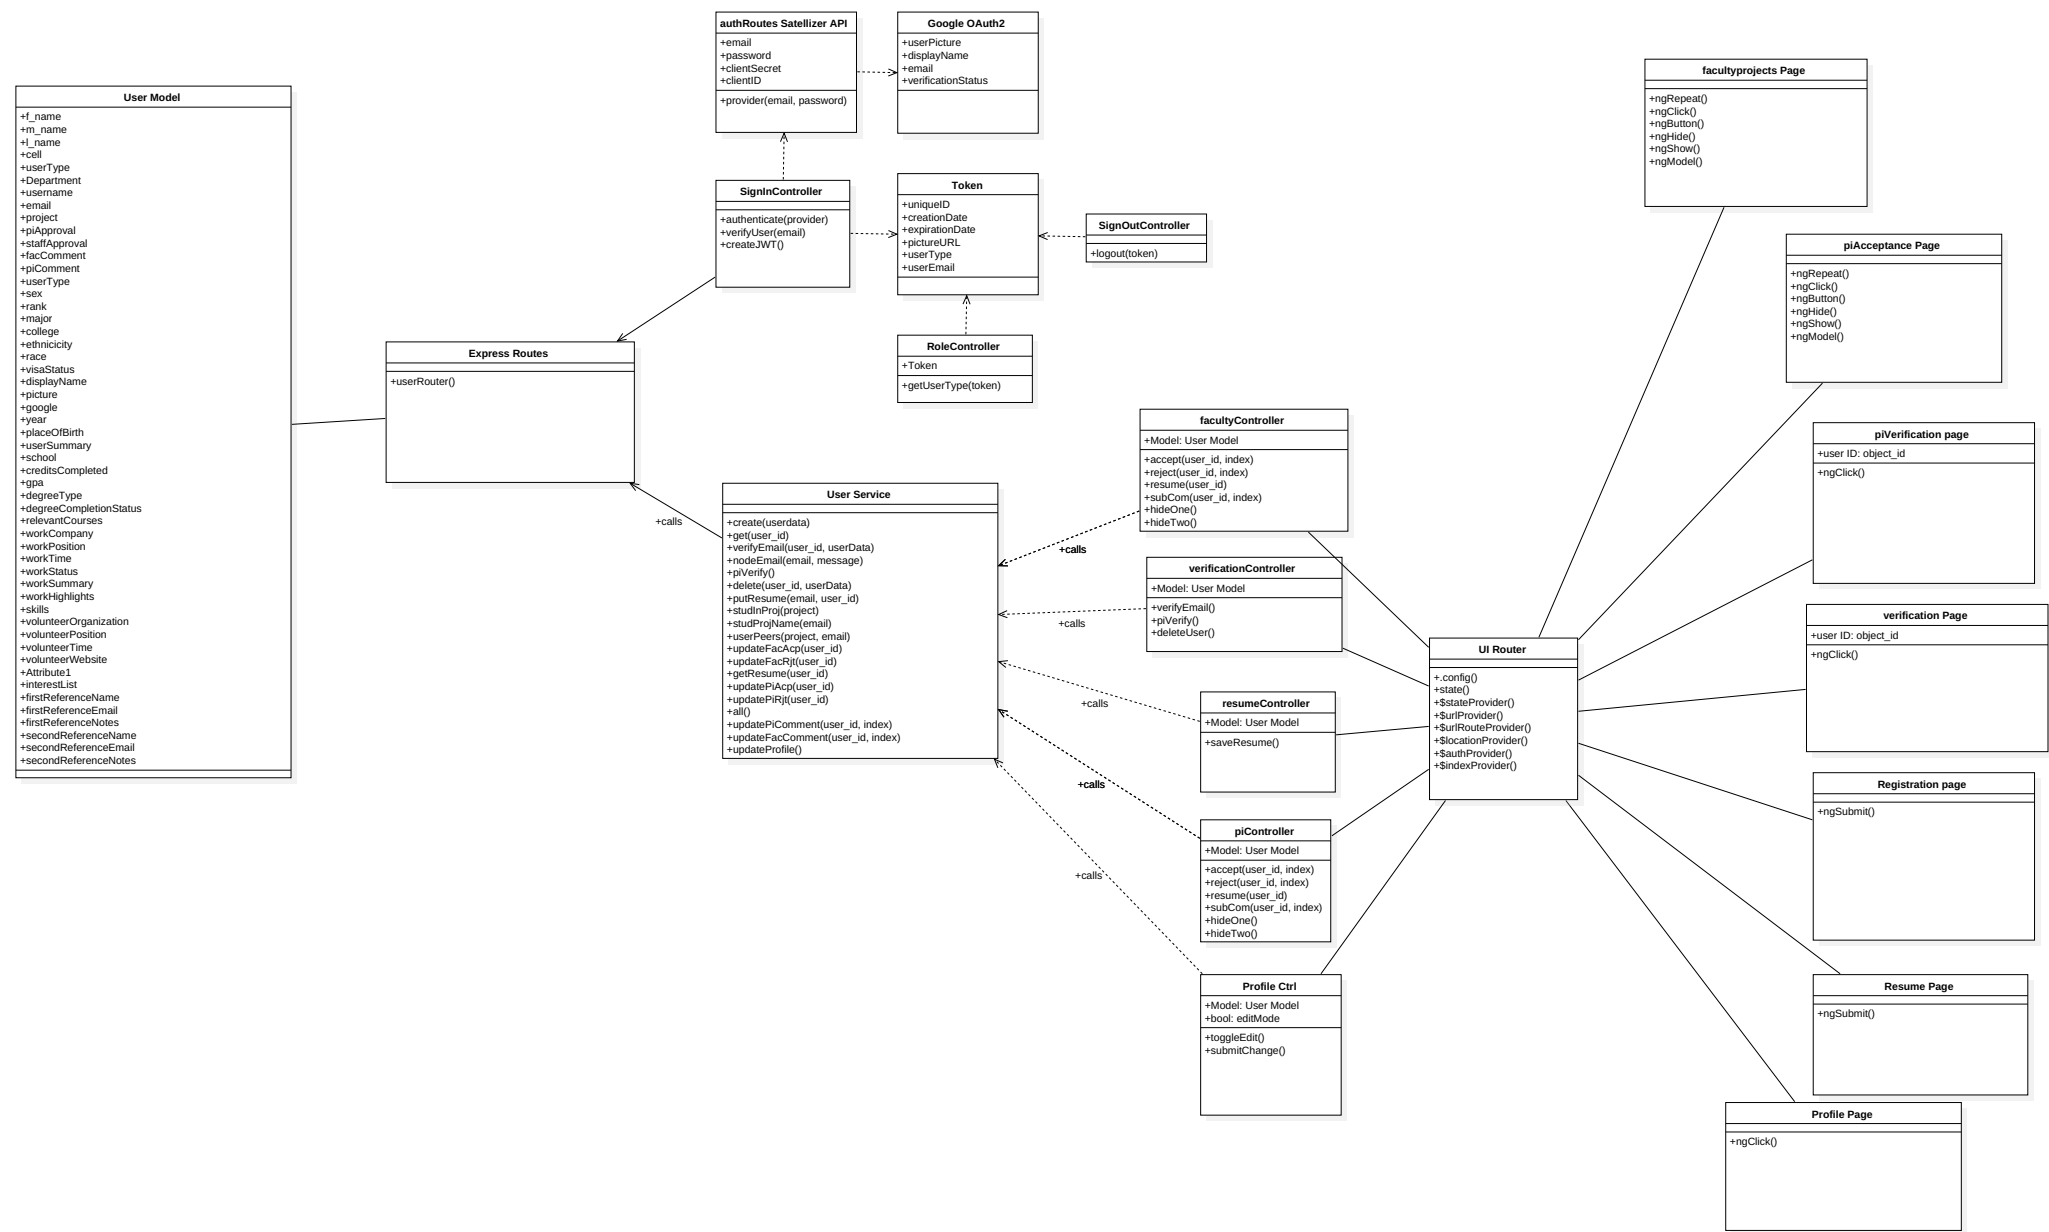 User Model
+f_name
+m_name
+l_name
+cell
+userType
+Department
+username
+email
+project
+piApproval
+staffApproval
+facComment
+piComment
+userType
+sex
+rank
+major
+college
+ethnicicity
+race
+visaStatus
+displayName
+picture
+google
+year
+placeOfBirth
+userSummary
+school
+creditsCompleted
+gpa
+degreeType
+degreeCompletionStatus
+relevantCourses
+workCompany
+workPosition
+workTime
+workStatus
+workSummary
+workHighlights
+skills
+volunteerOrganization
+volunteerPosition
+volunteerTime
+volunteerWebsite
+Attribute1
+interestList
+firstReferenceName
+firstReferenceEmail
+firstReferenceNotes
+secondReferenceName
+secondReferenceEmail
+secondReferenceNotes
Express Routes
+userRouter()
authRoutes Satellizer API
+email
+password
+clientSecret
+clientID
+provider(email, password)
Google OAuth2
+userPicture
+displayName
+email
+verificationStatus
SignInController
+authenticate(provider)
+verifyUser(email)
+createJWT()
Token
+uniqueID
+creationDate
+expirationDate
+pictureURL
+userType
+userEmail
SignOutController
+logout(token)
RoleController
+Token
+getUserType(token)
+calls
User Service
+create(userdata)
+get(user_id)
+verifyEmail(user_id, userData)
+nodeEmail(email, message)
+piVerify()
+delete(user_id, userData)
+putResume(email, user_id)
+studInProj(project)
+studProjName(email)
+userPeers(project, email)
+updateFacAcp(user_id)
+updateFacRjt(user_id)
+getResume(user_id)
+updatePiAcp(user_id)
+updatePiRjt(user_id)
+all()
+updatePiComment(user_id, index)
+updateFacComment(user_id, index)
+updateProfile()
+calls
+calls
+calls
+calls
+calls
facultyController
+Model: User Model
+accept(user_id, index)
+reject(user_id, index)
+resume(user_id)
+subCom(user_id, index)
+hideOne()
+hideTwo()
verificationController
+Model: User Model
+verifyEmail()
+piVerify()
+deleteUser()
resumeController
+Model: User Model
+saveResume()
piController
+Model: User Model
+accept(user_id, index)
+reject(user_id, index)
+resume(user_id)
+subCom(user_id, index)
+hideOne()
+hideTwo()
Profile Ctrl
+Model: User Model
+bool: editMode
+toggleEdit()
+submitChange()
UI Router
+.config()
+state()
+$stateProvider()
+$urlProvider()
+$urlRouteProvider()
+$locationProvider()
+$authProvider()
+$indexProvider()
facultyprojects Page
+ngRepeat()
+ngClick()
+ngButton()
+ngHide()
+ngShow()
+ngModel()
piAcceptance Page
+ngRepeat()
+ngClick()
+ngButton()
+ngHide()
+ngShow()
+ngModel()
piVerification page
+user ID: object_id
+ngClick()
verification Page
+user ID: object_id
+ngClick()
Registration page
+ngSubmit()
Resume Page
+ngSubmit()
Profile Page
+ngClick()